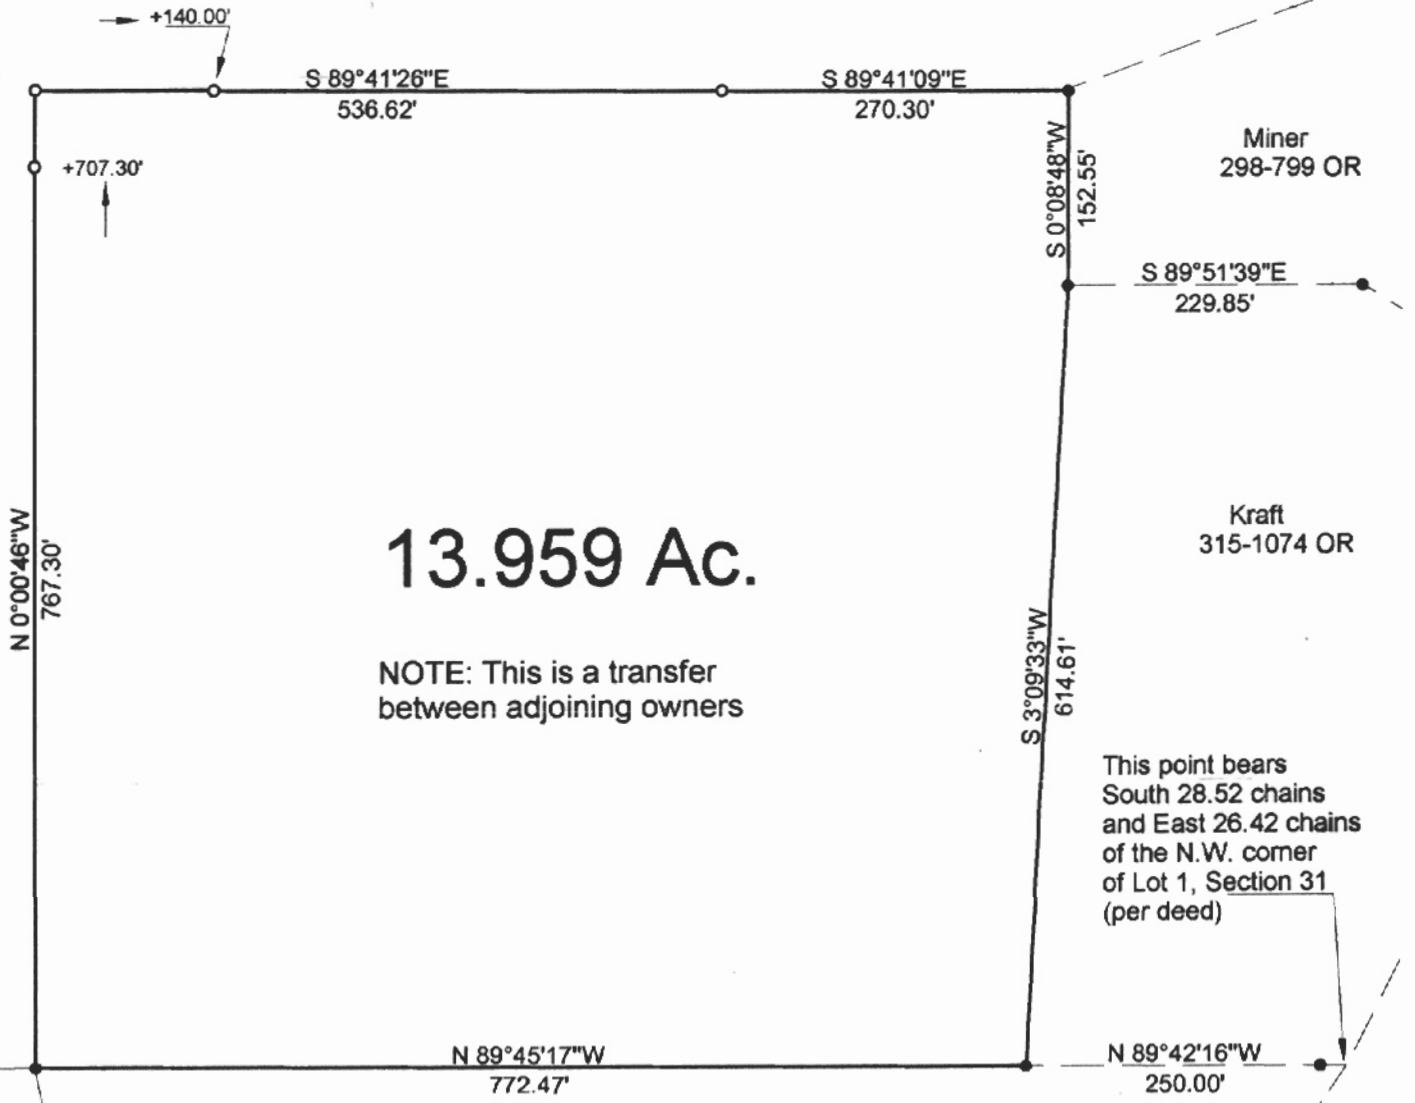 +140.00'
S 89°41'26"E
536.62'
S 89°41'09"E
270.30'
+707.30'
S 0°08'48"W
152.55'
Miner
298-799 OR
S 89°51'39"E
229.85'
N 0°00'46"W
767.30'
13.959 Ac.
NOTE: This is a transfer
between adjoining owners
Kraft
315-1074 OR
S 3°09'33"W
614.61'
This point bears
South 28.52 chains
and East 26.42 chains
of the N.W. corner
of Lot 1, Section 31
(per deed)
N 89°45'17"W
772.47'
N 89°42'16"W
250.00'